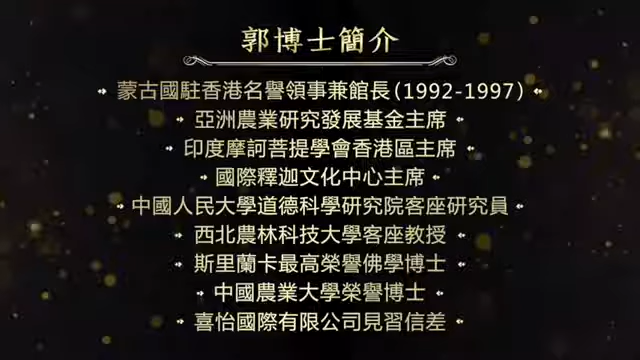 郭博士簡介
蒙古國駐香港名譽領事兼館長(1992-1997)
亞洲農業研究發展基金主席
印度摩訶菩提學會香港區主席
國際釋迦文化中心主席
中國人民大學道德科學研究院客座研究員
西北農林科技大學客座教授
斯里蘭卡最高榮譽佛學博士
中國農業大學榮譽博士
喜怡國際有限公司見習信差